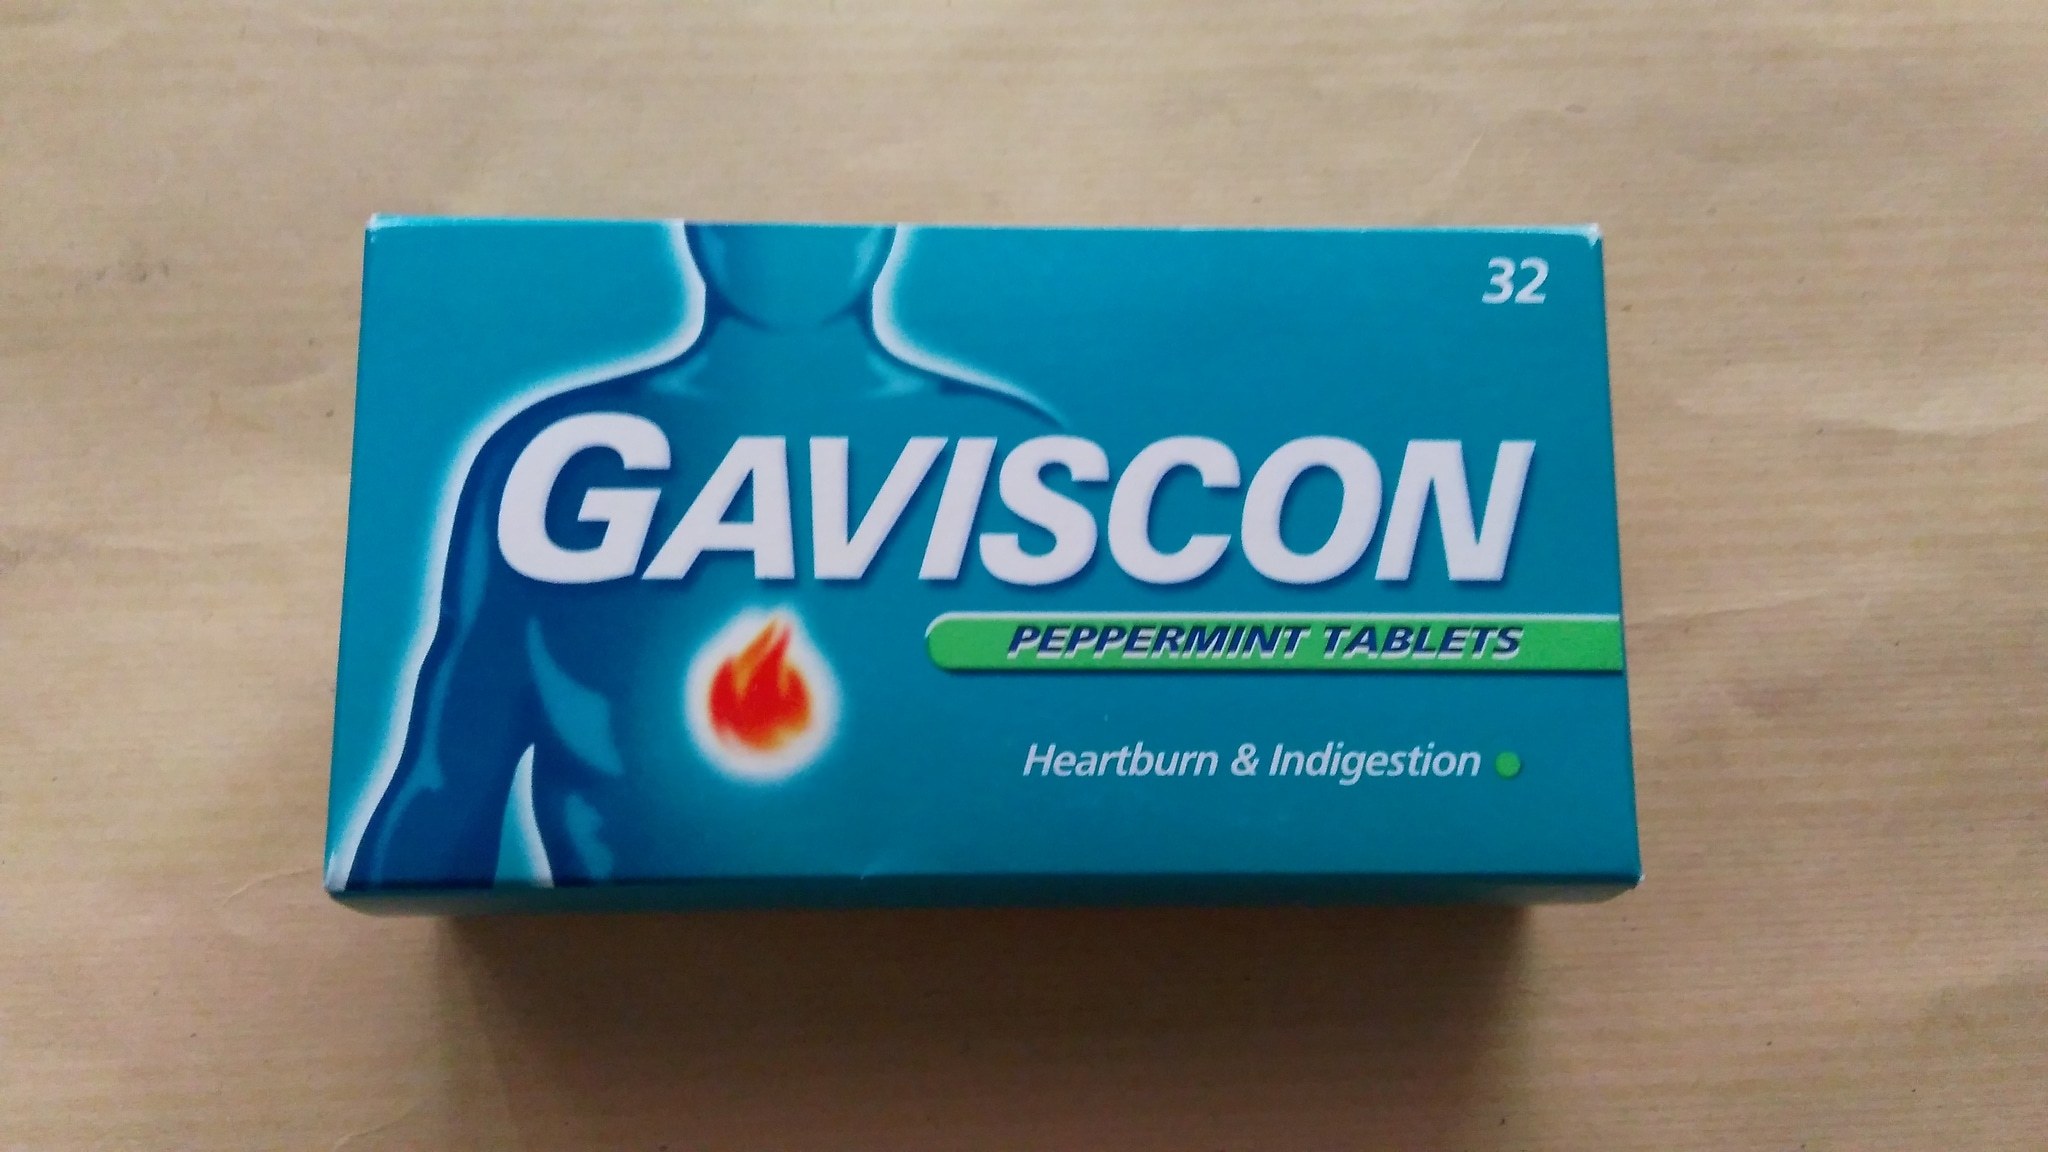 32
GAVISCON
PEPPERMINT TABLETS
Heartburn & Indigestion